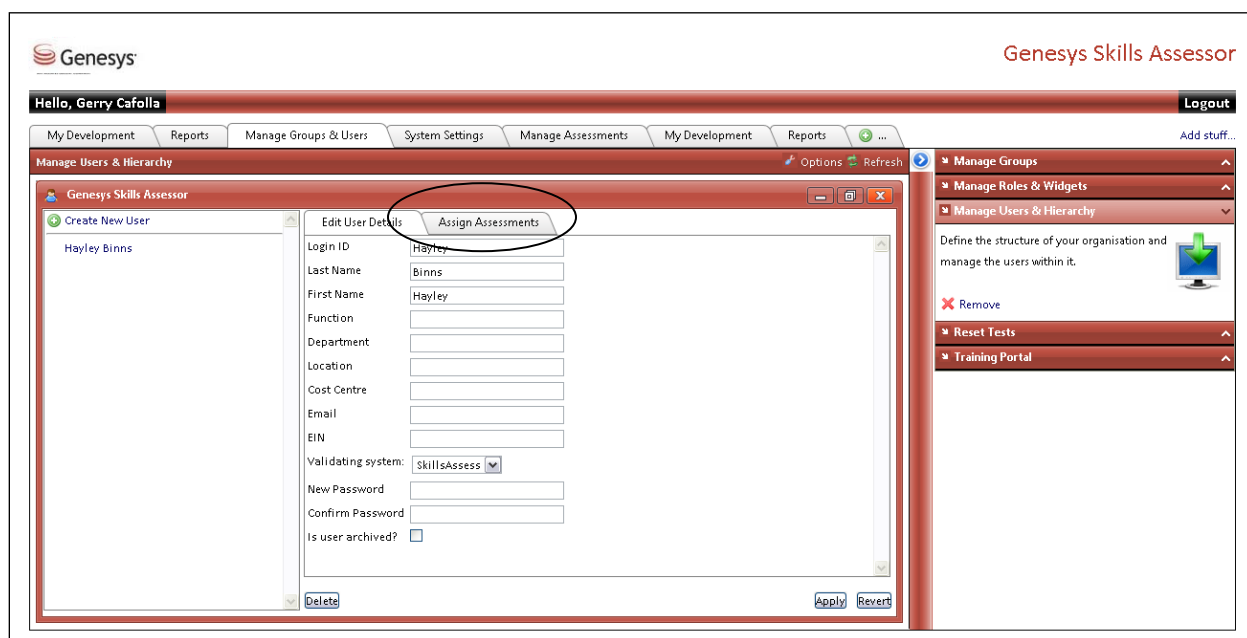 Genesys
Genesys Skills Assessor
Hello, Gerry Cafolla
Logout
My Development
Reports
Manage Groups & Users
System Settings
Manage Assessments
My Development
Reports
...
Add stuff...
Manage Users & Hierarchy
Options
Refresh
Genesys Skills Assessor
Create New User
Hayley Binns
Edit User Details
Assign Assessments
Login ID
Hayley
Last Name
Binns
First Name
Hayley
Function
Department
Location
Cost Centre
Email
EIN
Validating system:
SkillsAssess
New Password
Confirm Password
Is user archived?
Delete
Apply
Revert
Manage Groups
Manage Roles & Widgets
Manage Users & Hierarchy
Define the structure of your organisation and
manage the users within it.
Remove
Reset Tests
Training Portal